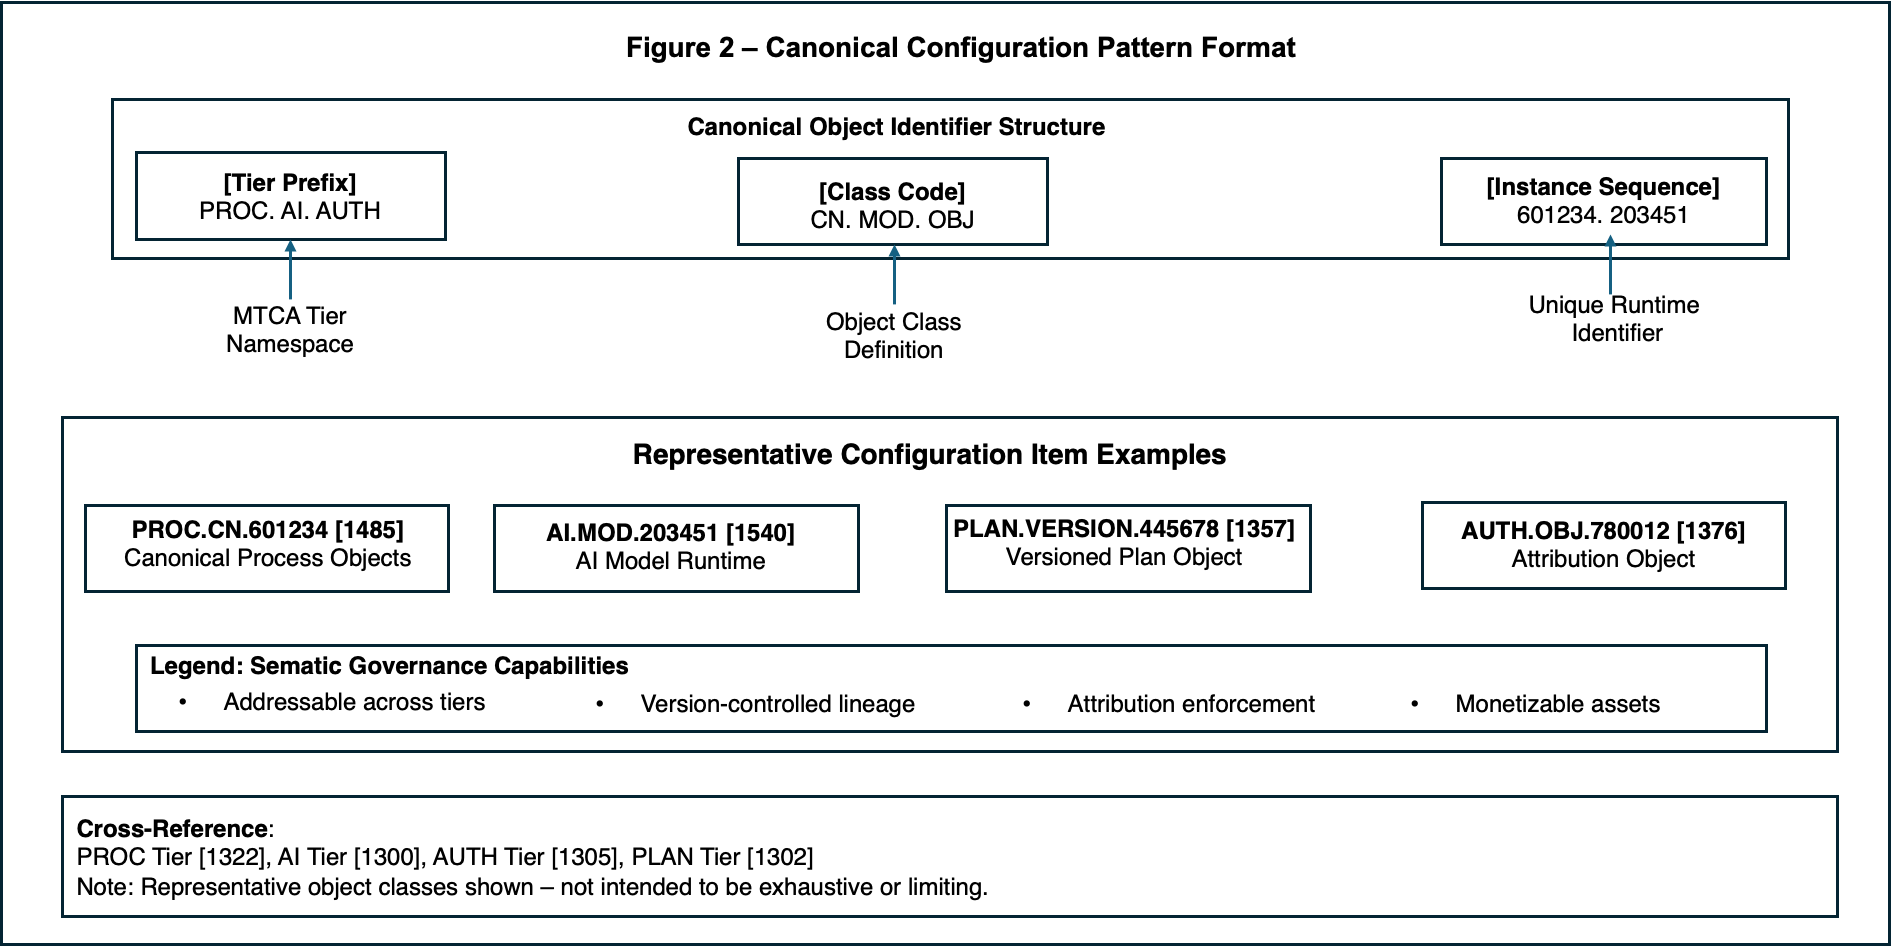 Figure 2 – Canonical Configuration Pattern Format
Canonical Object Identifier Structure
[Tier Prefix]
PROC. AI. AUTH
[Class Code]
CN. MOD. OBJ
[Instance Sequence]
601234. 203451
MTCA Tier
Namespace
Object Class
Definition
Unique Runtime
Identifier
Representative Configuration Item Examples
PROC.CN.601234 [1485]
Canonical Process Objects
AI.MOD.203451 [1540]
AI Model Runtime
PLAN.VERSION.445678 [1357]
Versioned Plan Object
AUTH.OBJ.780012 [1376]
Attribution Object
Legend: Sematic Governance Capabilities
• Addressable across tiers
• Version-controlled lineage
• Attribution enforcement
• Monetizable assets
Cross-Reference:
PROC Tier [1322], AI Tier [1300], AUTH Tier [1305], PLAN Tier [1302]
Note: Representative object classes shown – not intended to be exhaustive or limiting.